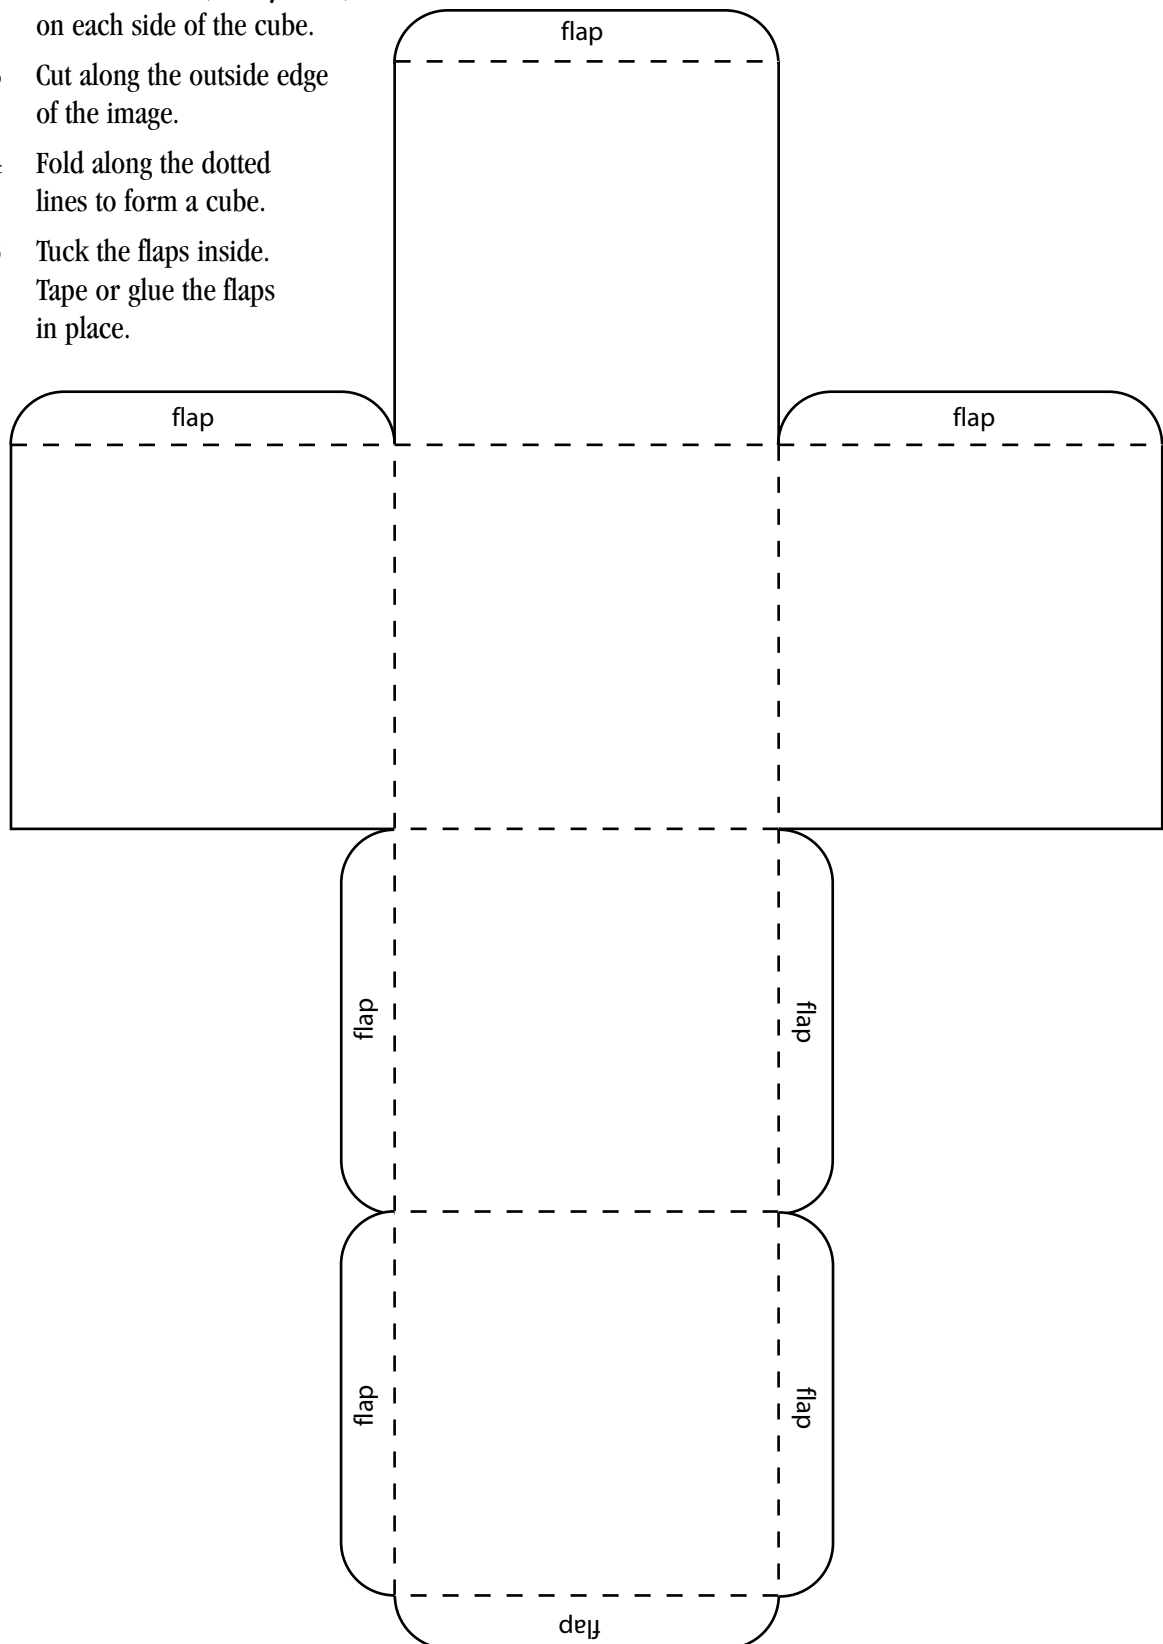 on each side of the cube.
Cut along the outside edge
of the image.
Fold along the dotted
lines to form a cube.
Tuck the flaps inside.
Tape or glue the flaps
in place.
flap
flap
flap
flap
flap
flap
flap
flap